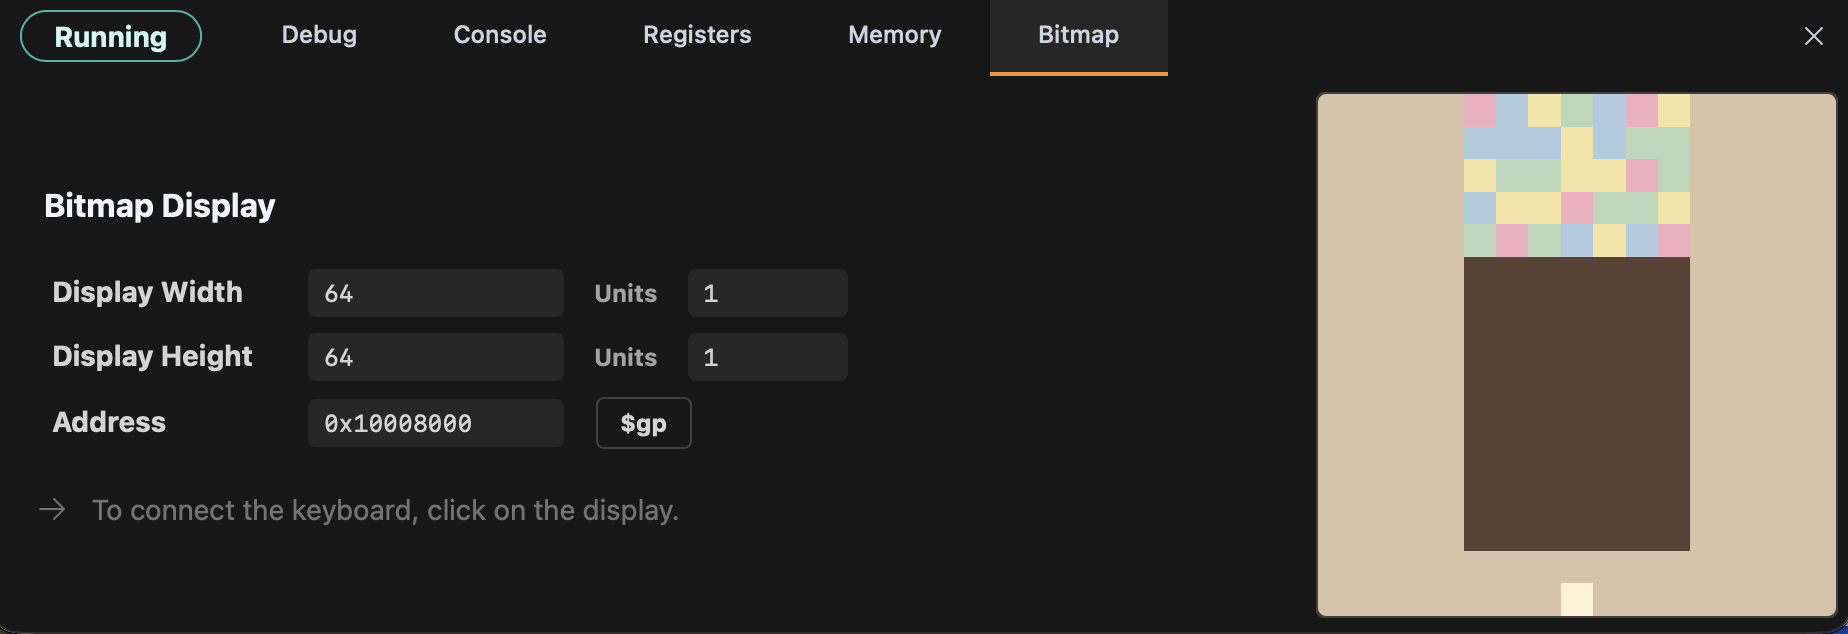 Running Debug Console Registers Memory Bitmap
Bitmap Display
Display Width 64 Units 1
Display Height 64 Units 1
Address 0x10008000 $gp
→ To connect the keyboard, click on the display.